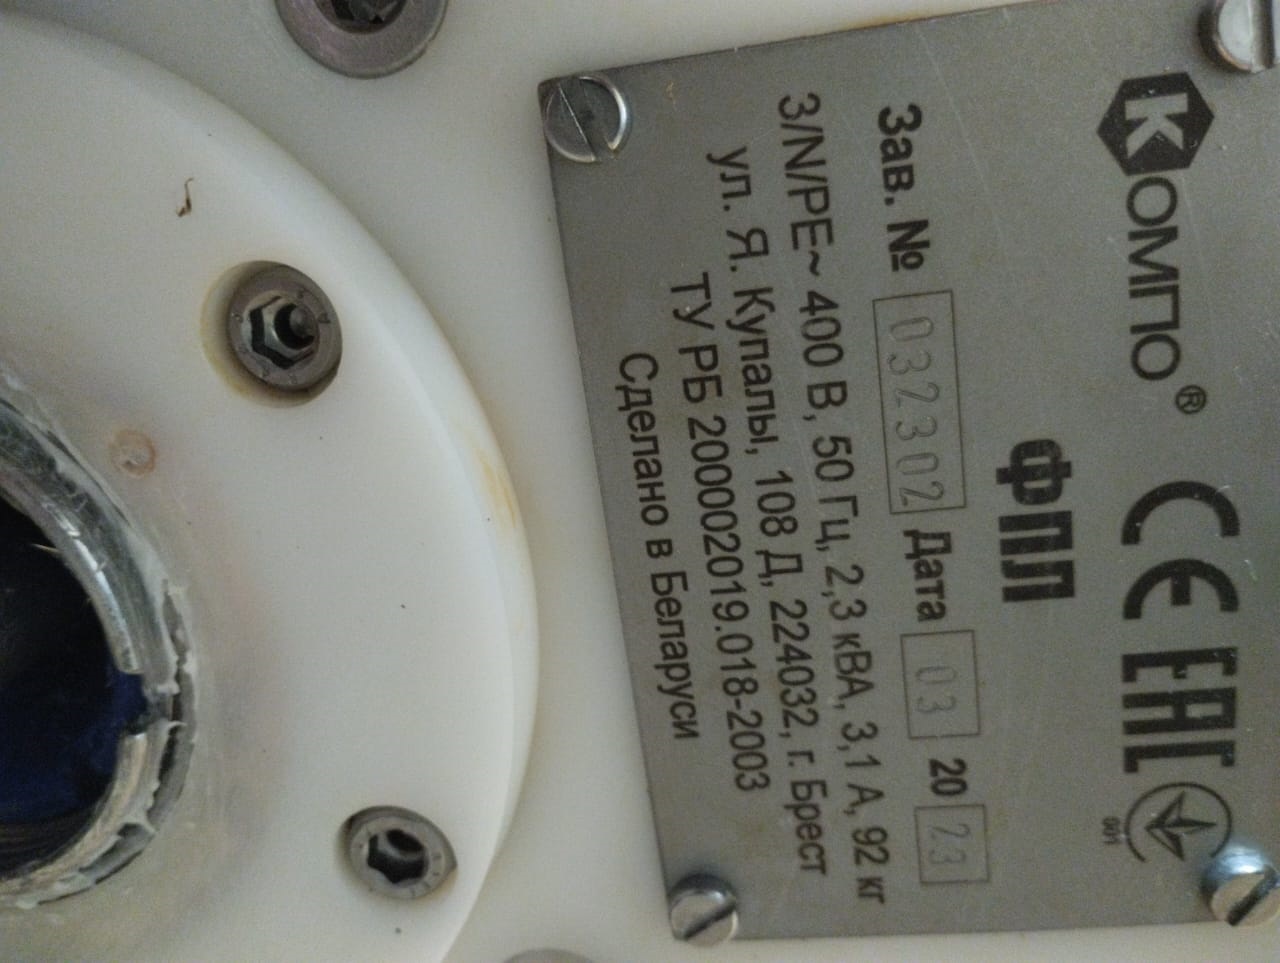 КОМПО® CE EAC
001
ФПЛ
Зав. № 032302 Дата 03 20 23
3/N/PE~ 400 В, 50 Гц, 2,3 кВА, 3,1 А, 92 кг
ул. Я. Купалы, 108 Д, 224032, г. Брест
ТУ РБ 200002019.018-2003
Сделано в Беларуси